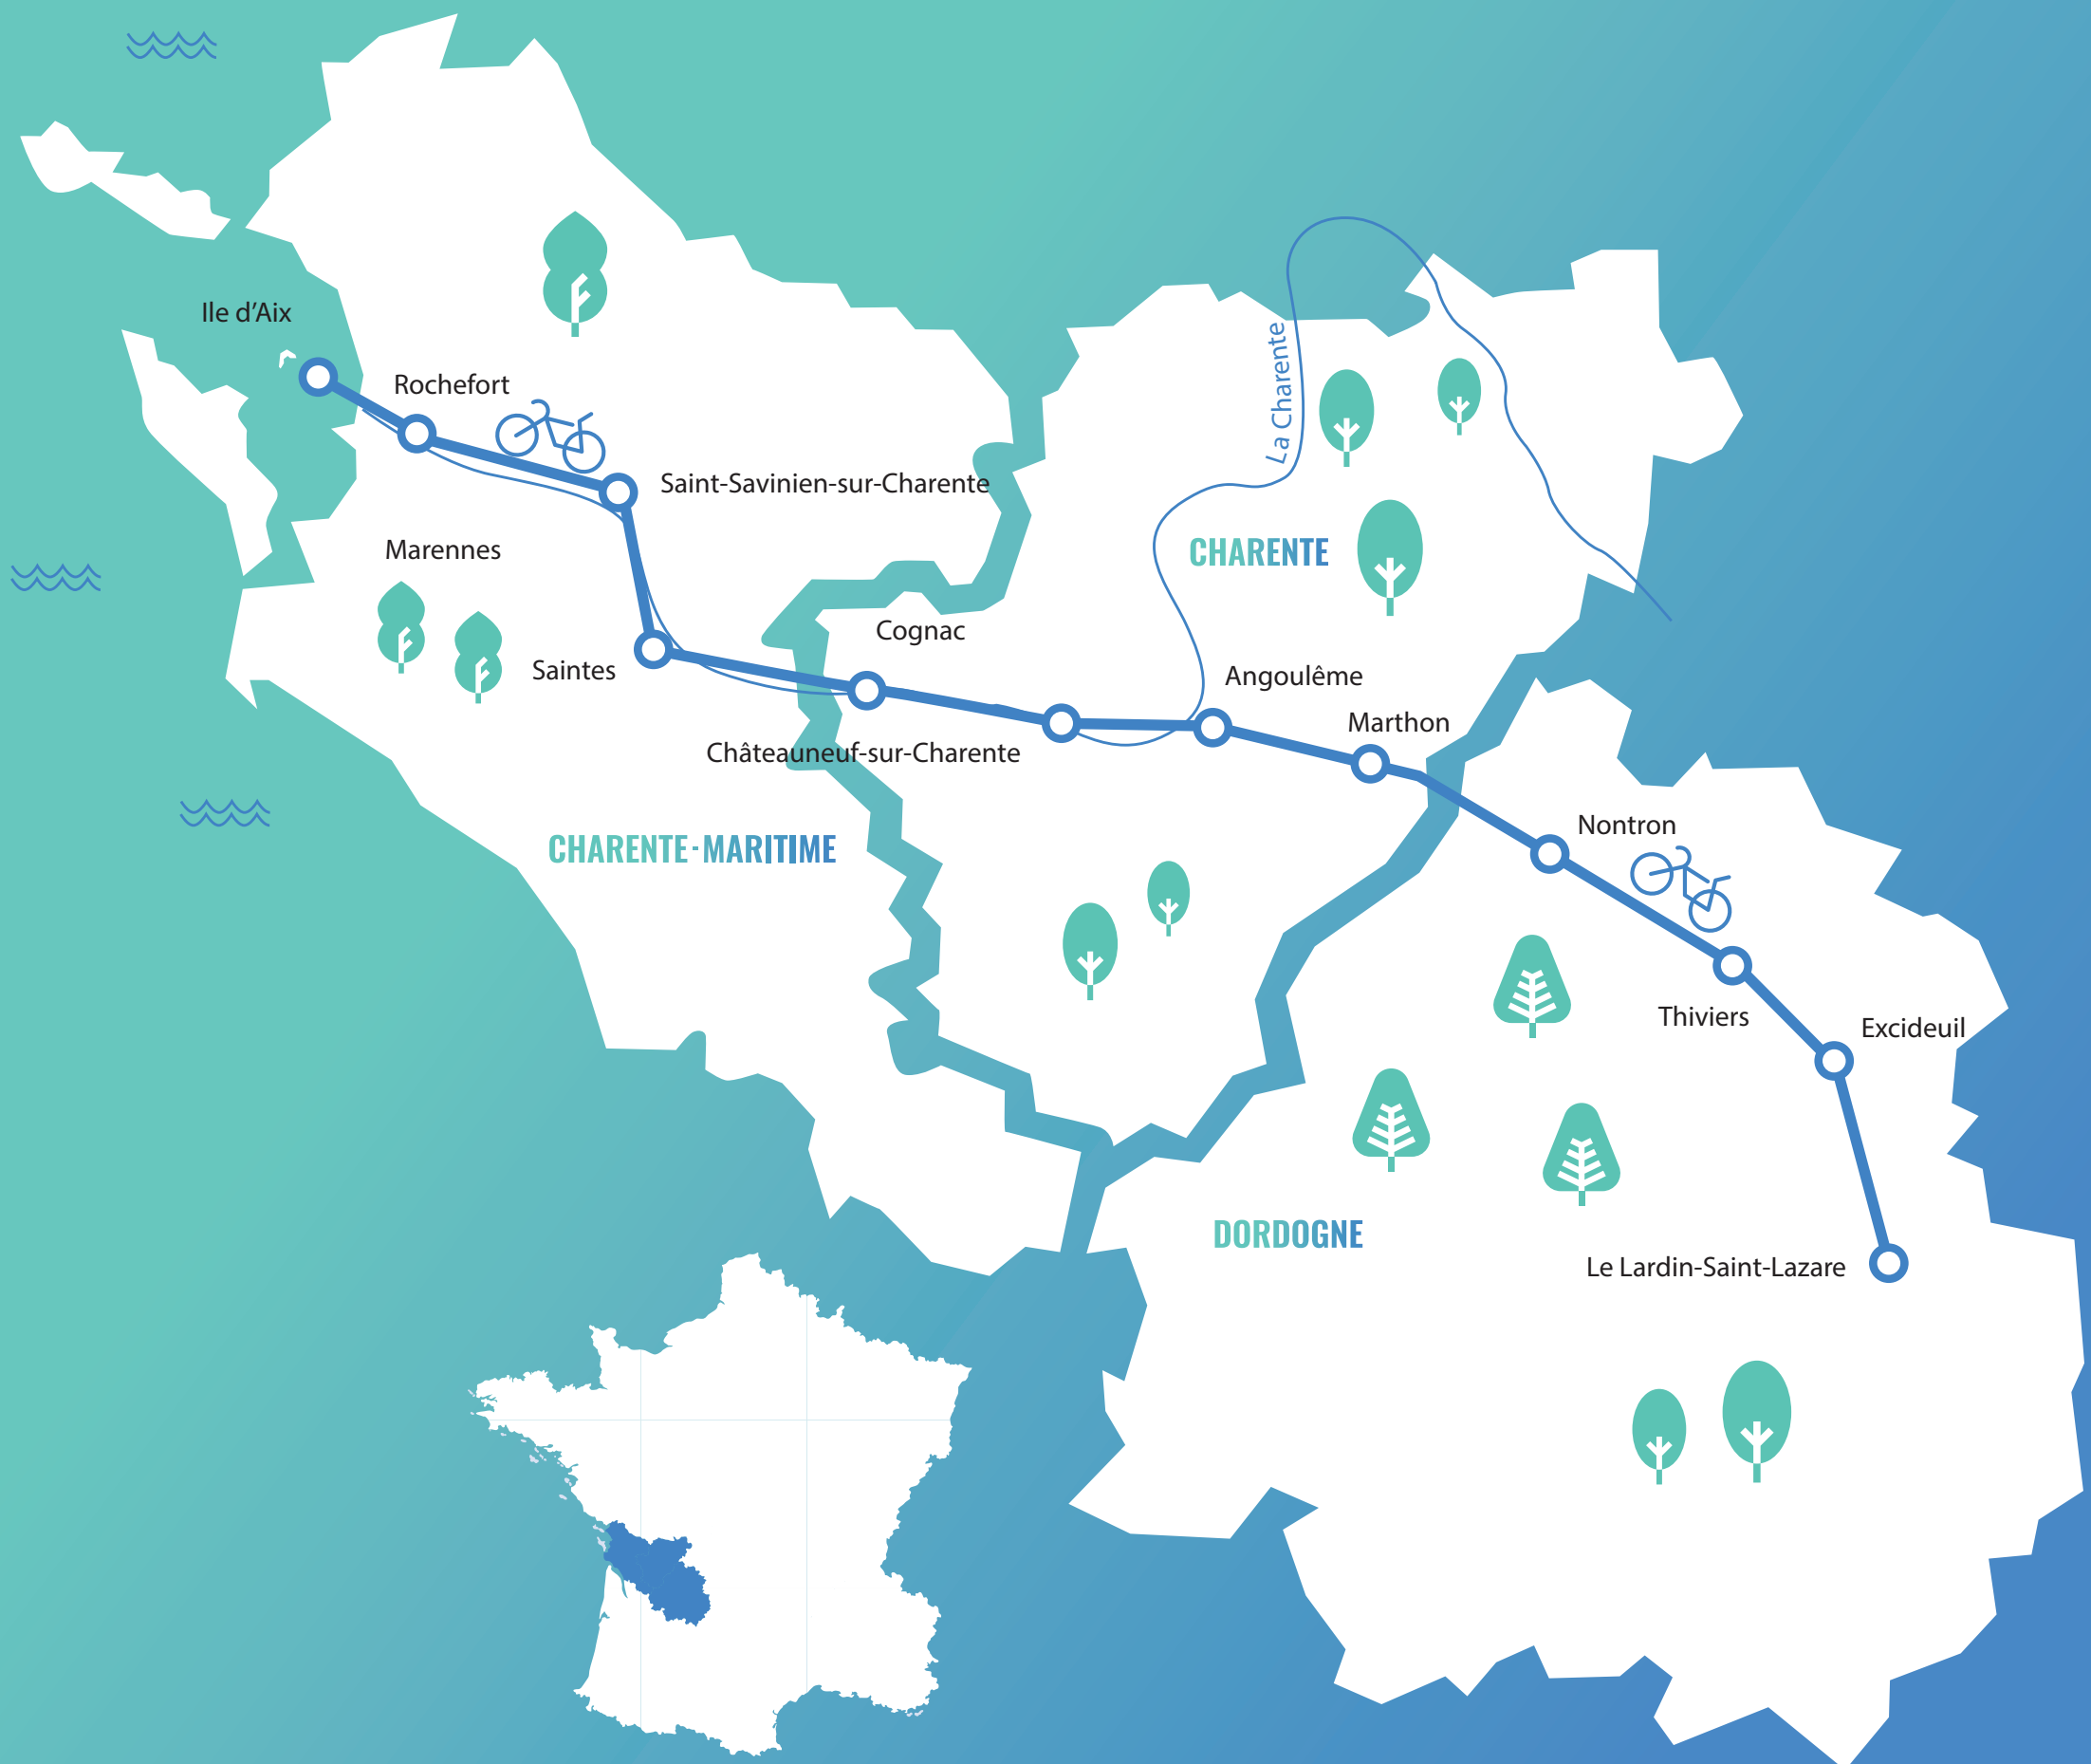 Ile d’Aix
Rochefort
La Charente
Saint-Savinien-sur-Charente
Marennes
CHARENTE
Cognac
Saintes
Angoulême
Marthon
Châteauneuf-sur-Charente
Nontron
CHARENTE-MARITIME
Thiviers
Excideuil
DORDOGNE
Le Lardin-Saint-Lazare